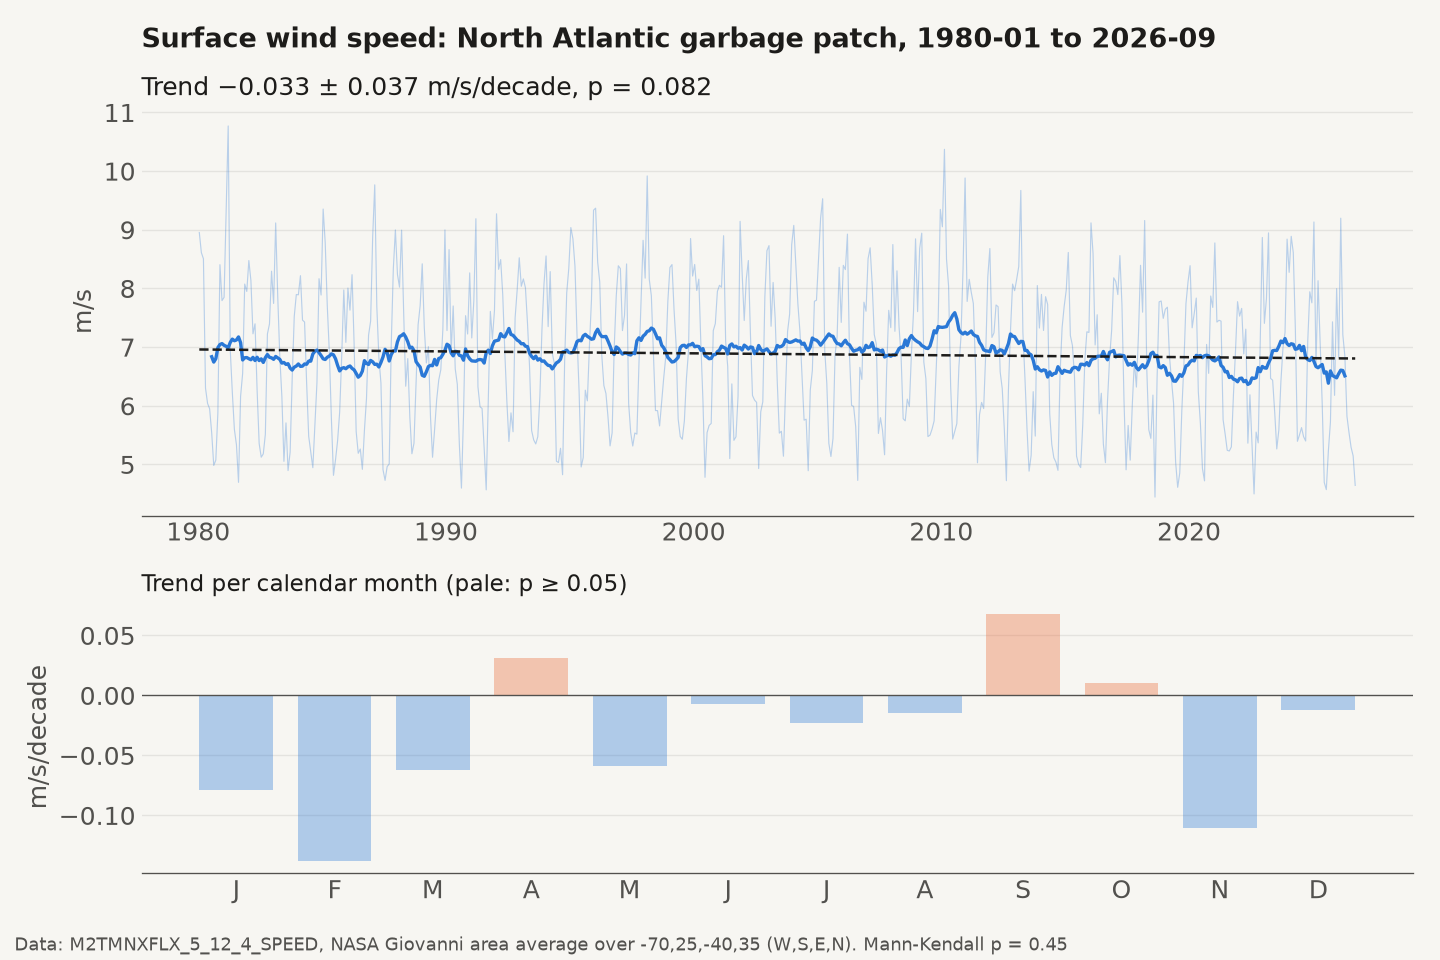 Surface wind speed: North Atlantic garbage patch, 1980-01 to 2026-09
Trend −0.033 ± 0.037 m/s/decade, p = 0.082
11
10
9
8
7
6
5
m/s
1980 1990 2000 2010 2020
Trend per calendar month (pale: p ≥ 0.05)
0.05
0.00
−0.05
−0.10
m/s/decade
J F M A M J J A S O N D
Data: M2TMNXFLX_5_12_4_SPEED, NASA Giovanni area average over -70,25,-40,35 (W,S,E,N). Mann-Kendall p = 0.45